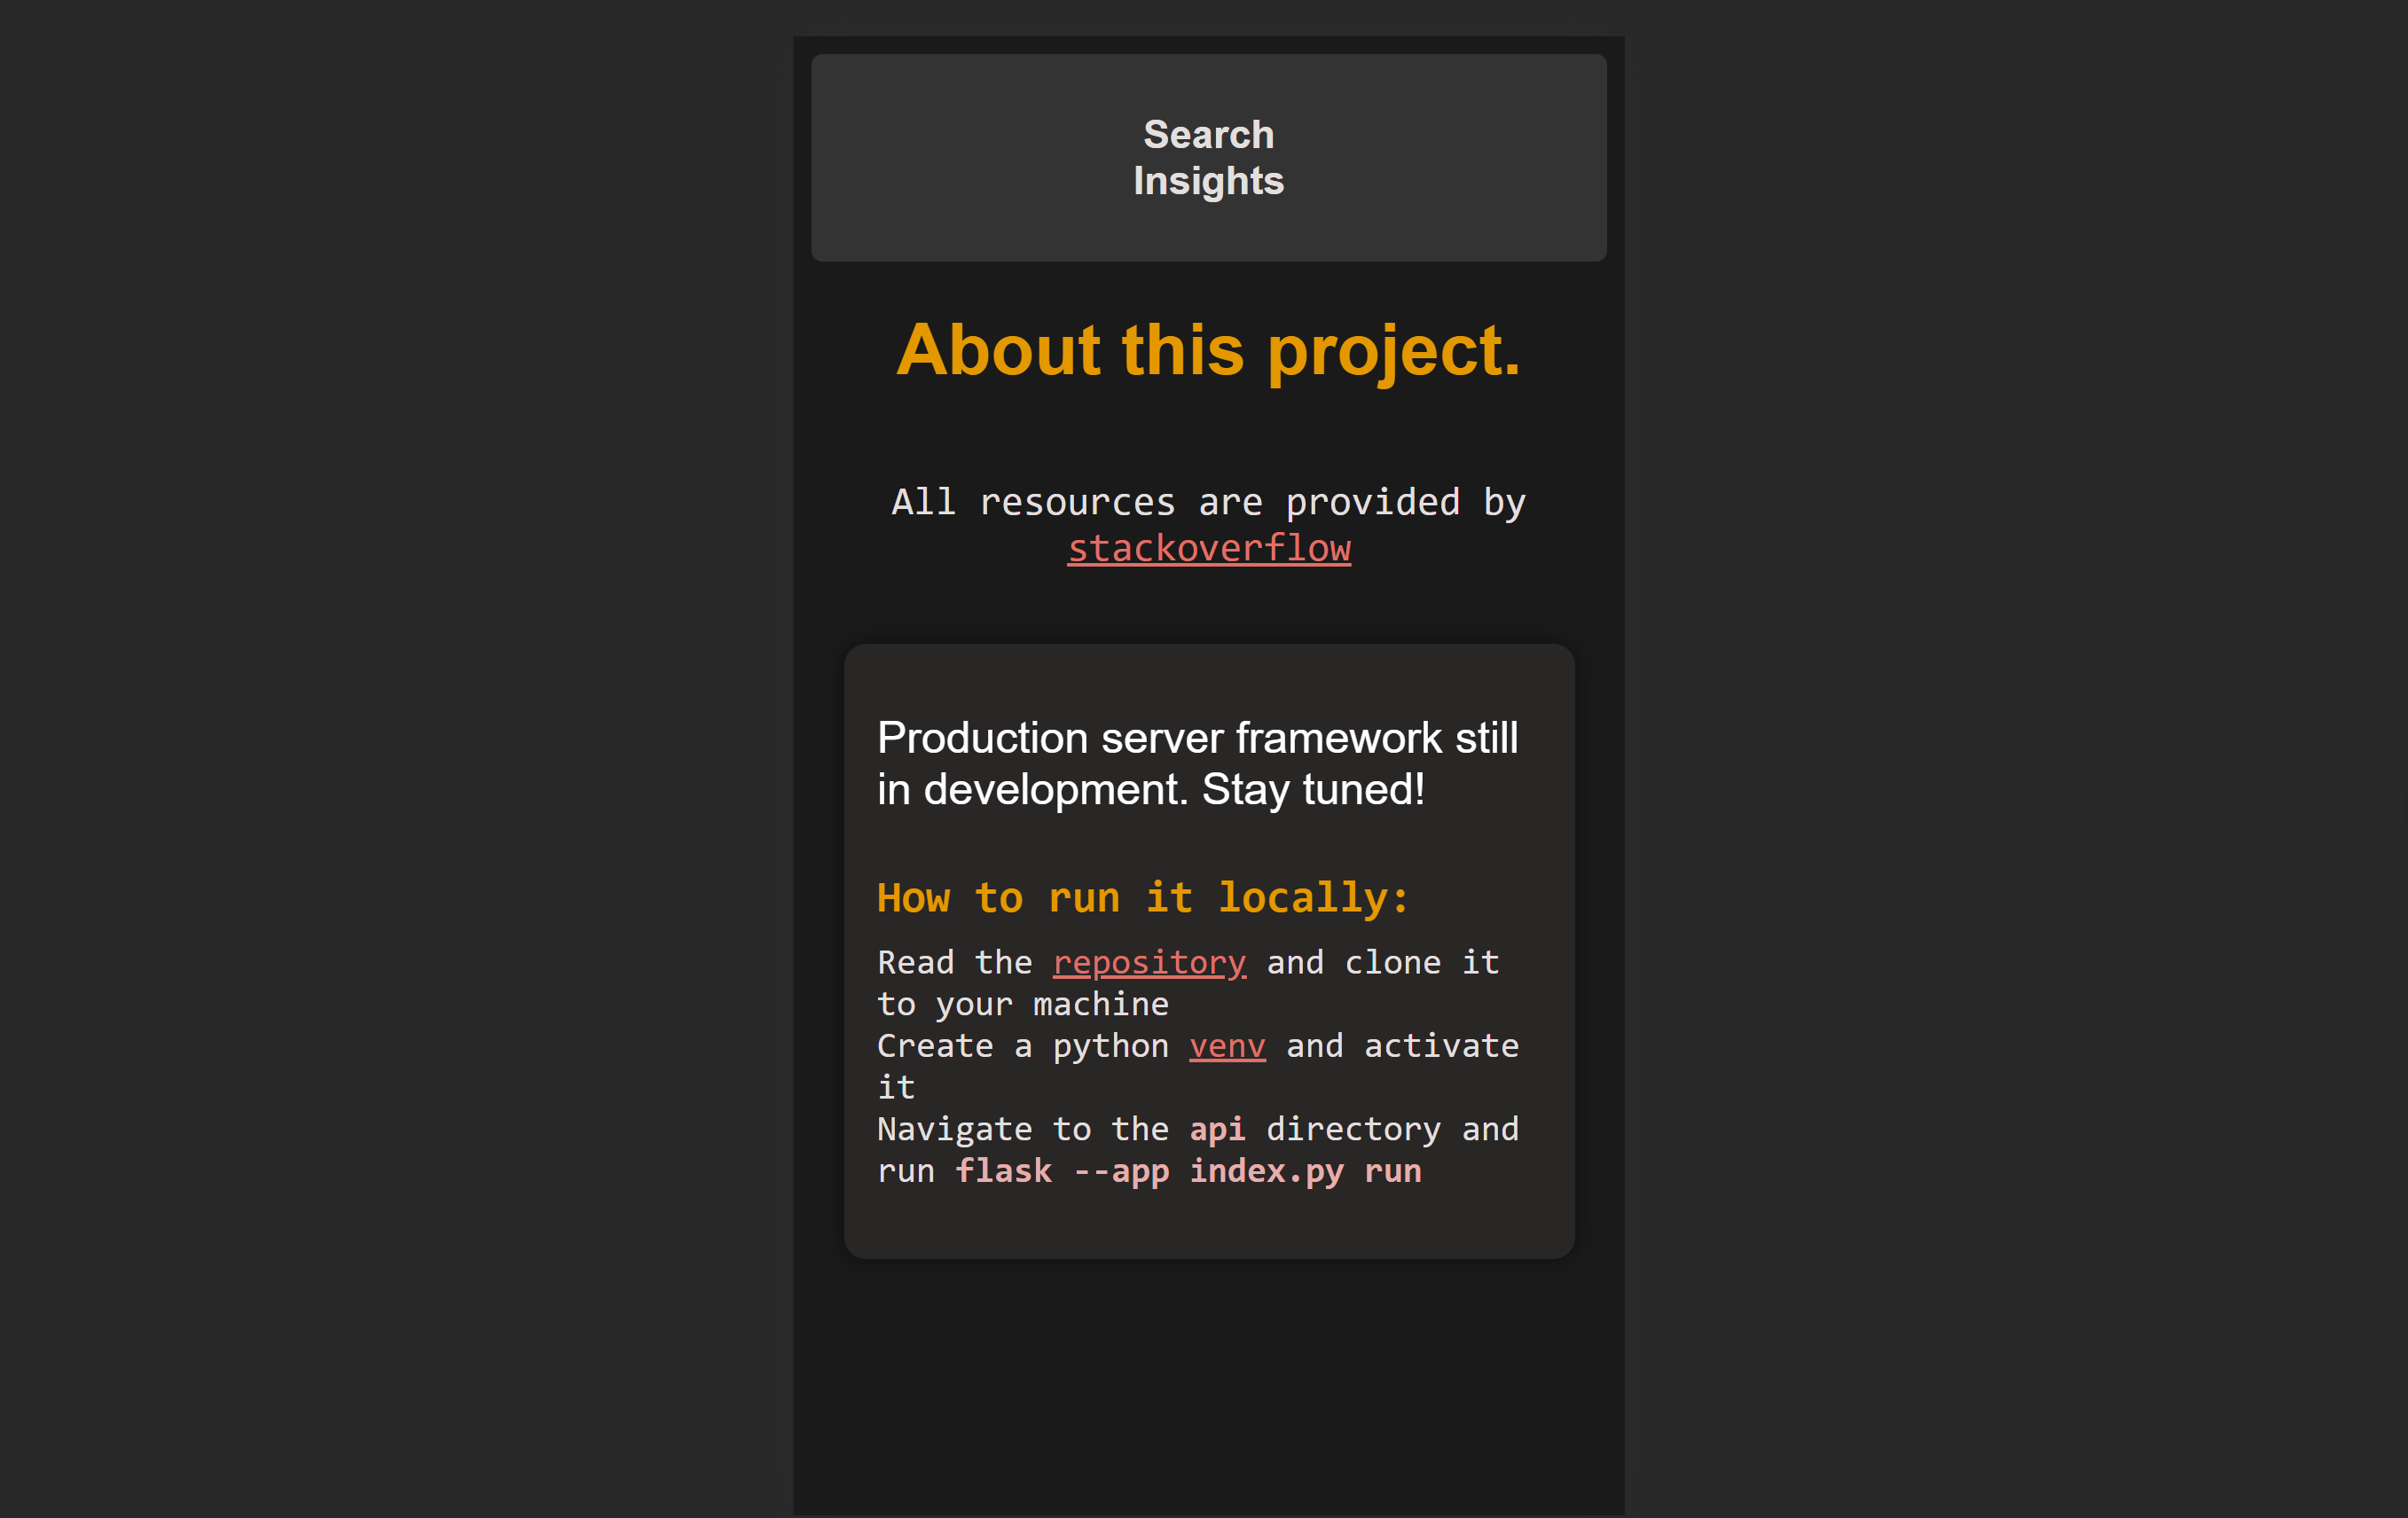 Search
Insights
About this project.
All resources are provided by
stackoverflow
Production server framework still
in development. Stay tuned!
How to run it locally:
Read the repository and clone it
to your machine
Create a python venv and activate
it
Navigate to the api directory and
run flask --app index.py run